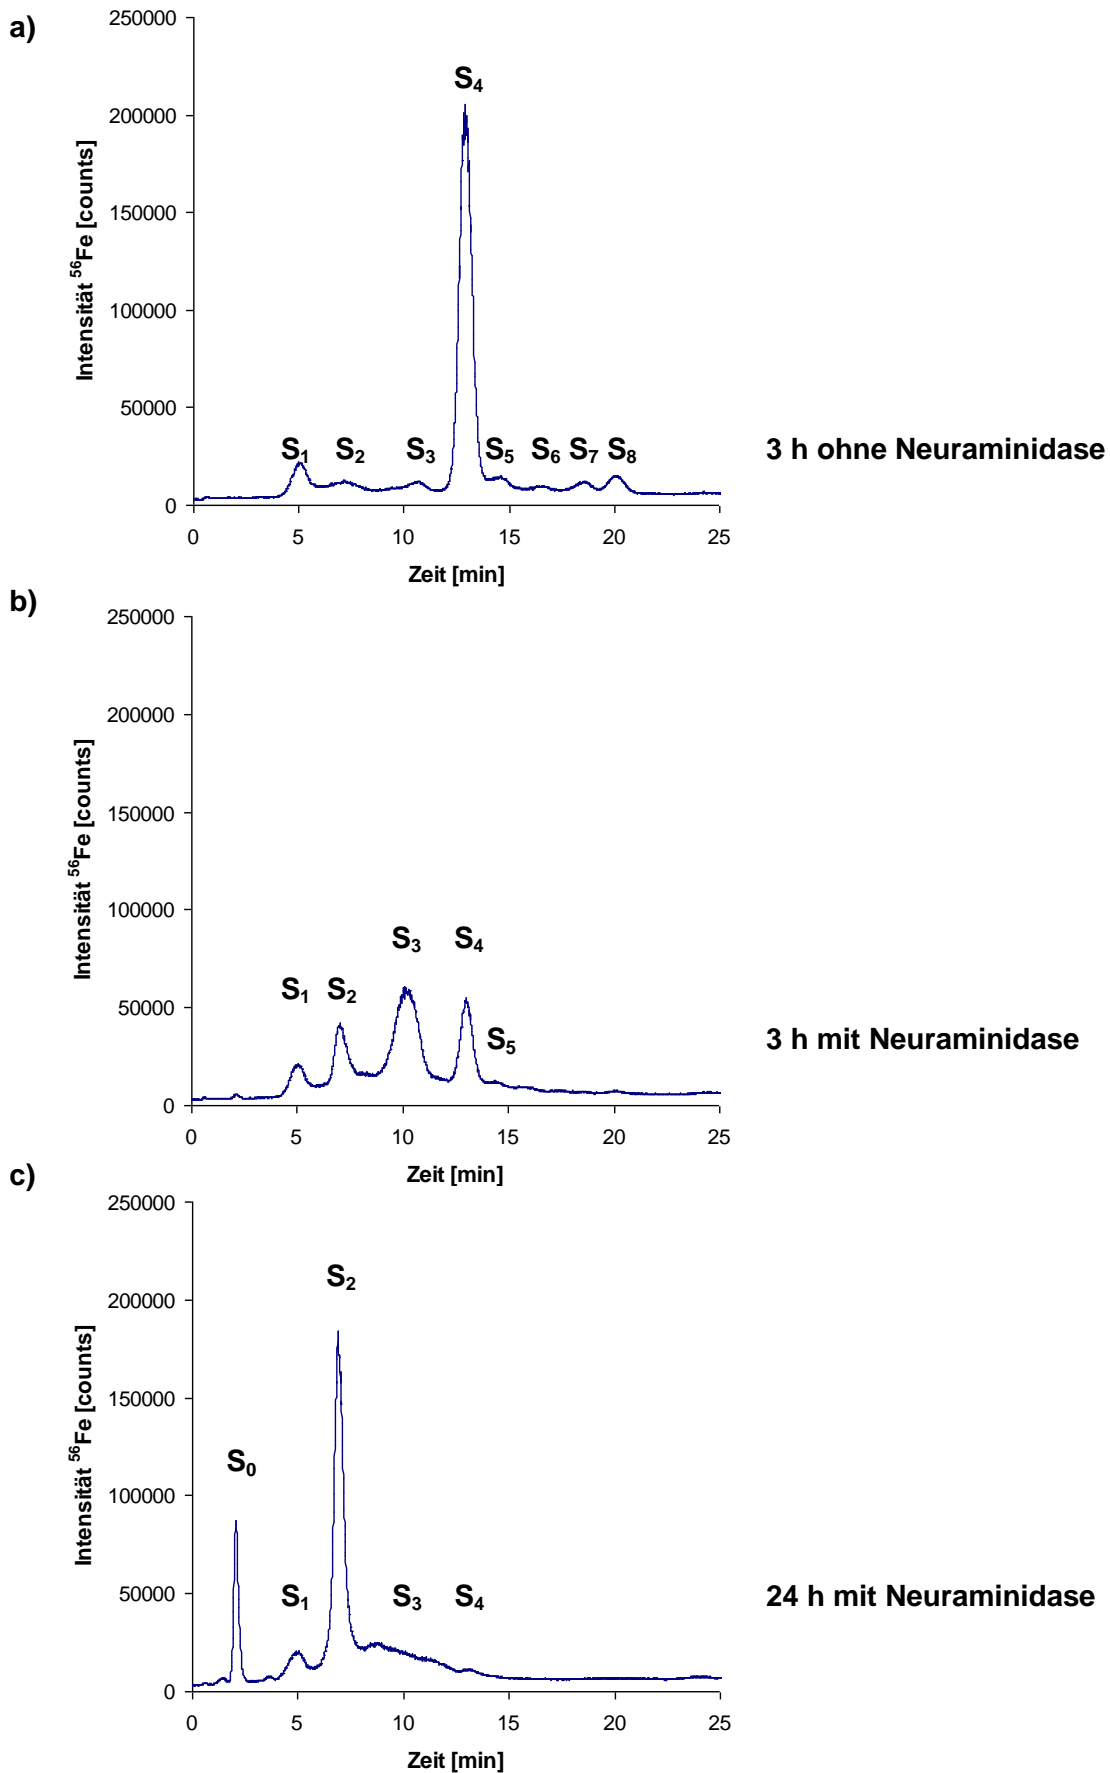 a)
250000
200000
150000
100000
50000
0
Intensität ⁵⁶Fe [counts]
S₄
S₁ S₂ S₃ S₅ S₆ S₇ S₈
3 h ohne Neuraminidase
0 5 10 15 20 25
Zeit [min]
b)
250000
200000
150000
100000
50000
0
Intensität ⁵⁶Fe [counts]
S₃ S₄
S₁ S₂
S₅
3 h mit Neuraminidase
0 5 10 15 20 25
Zeit [min]
c)
250000
200000
150000
100000
50000
0
Intensität ⁵⁶Fe [counts]
S₂
S₀
S₁ S₃ S₄
24 h mit Neuraminidase
0 5 10 15 20 25
Zeit [min]